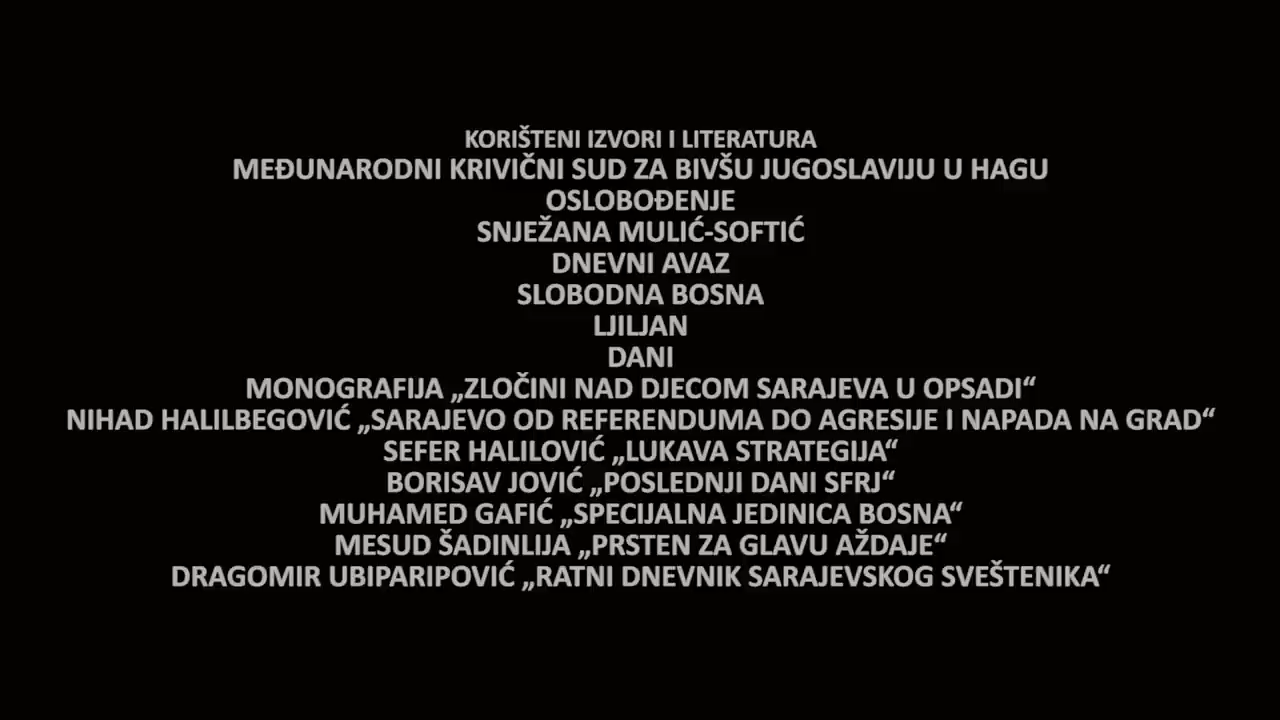 KORIŠTENI IZVORI I LITERATURA
MEĐUNARODNI KRIVIČNI SUD ZA BIVŠU JUGOSLAVIJU U HAGU
OSLOBOĐENJE
SNJEŽANA MULIĆ-SOFTIĆ
DNEVNI AVAZ
SLOBODNA BOSNA
LJILJAN
DANI
MONOGRAFIJA „ZLOČINI NAD DJECOM SARAJEVA U OPSADI“
NIHAD HALILBEGOVIĆ „SARAJEVO OD REFERENDUMA DO AGRESIJE I NAPADA NA GRAD“
SEFER HALILOVIĆ „LUKAVA STRATEGIJA“
BORISAV JOVIĆ „POSLEDNJI DANI SFRJ“
MUHAMED GAFIĆ „SPECIJALNA JEDINICA BOSNA“
MESUD ŠADINLIJA „PRSTEN ZA GLAVU AŽDAJE“
DRAGOMIR UBIPARIPOVIĆ „RATNI DNEVNIK SARAJEVSKOG SVEŠTENIKA“